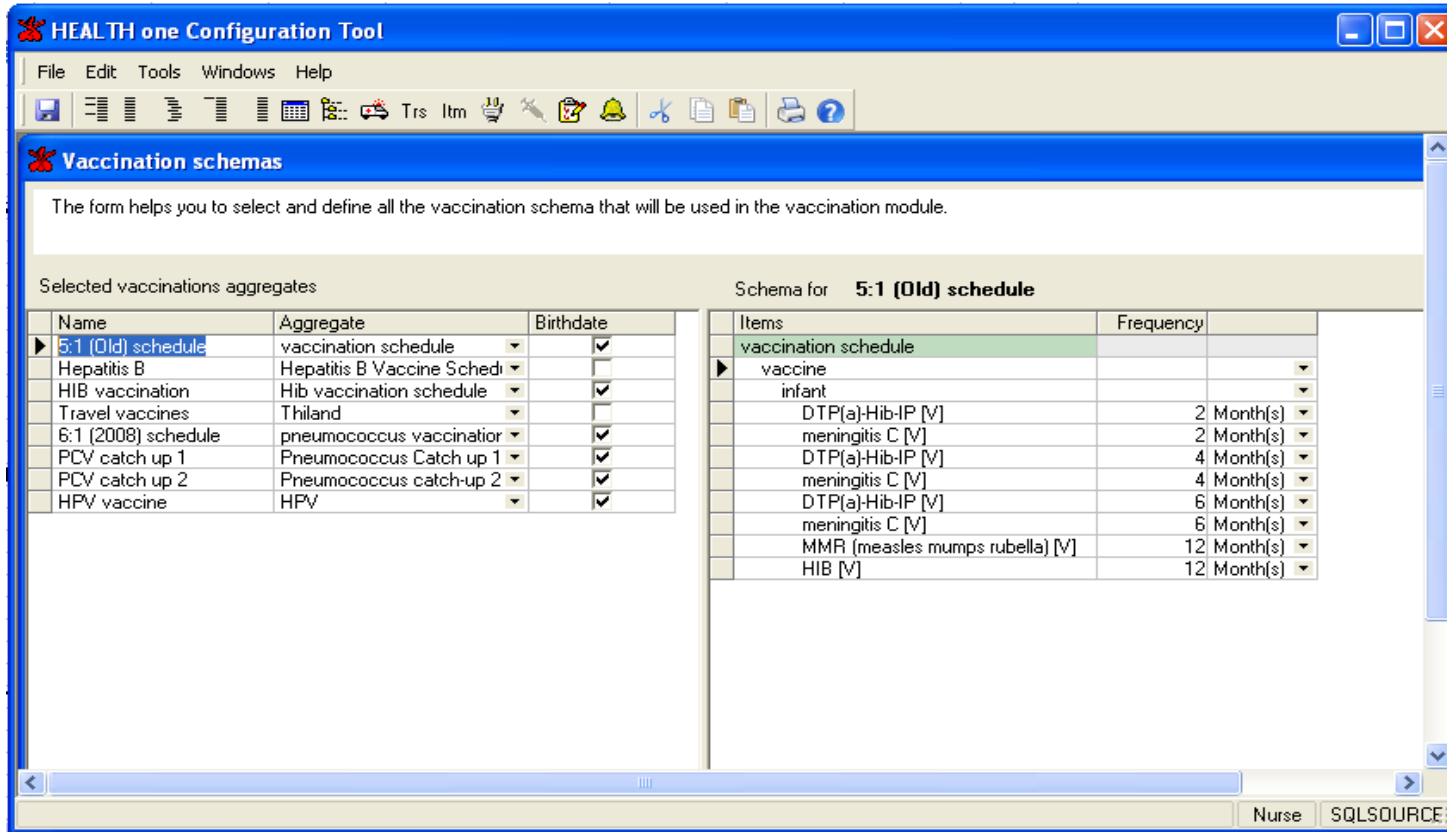 HEALTH one Configuration Tool
File Edit Tools Windows Help
Trs Itm
Vaccination schemas
The form helps you to select and define all the vaccination schema that will be used in the vaccination module.
Selected vaccinations aggregates
Name Aggregate Birthdate
5:1 (Old) schedule vaccination schedule
Hepatitis B Hepatitis B Vaccine Sched
HIB vaccination Hib vaccination schedule
Travel vaccines Thiland
6:1 (2008) schedule pneumococcus vaccination
PCV catch up 1 Pneumococcus Catch up 1
PCV catch up 2 Pneumococcus catch-up 2
HPV vaccine HPV
Schema for 5:1 (Old) schedule
Items Frequency
vaccination schedule
vaccine
infant
DTP(a)-Hib-IP [V] 2 Month(s)
meningitis C [V] 2 Month(s)
DTP(a)-Hib-IP [V] 4 Month(s)
meningitis C [V] 4 Month(s)
DTP(a)-Hib-IP [V] 6 Month(s)
meningitis C [V] 6 Month(s)
MMR (measles mumps rubella) [V] 12 Month(s)
HIB [V] 12 Month(s)
Nurse SQLSOURCE